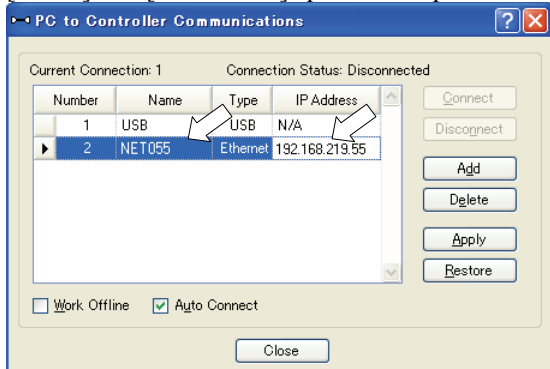 PC to Controller Communications
Current Connection: 1 Connection Status: Disconnected
Number Name Type IP Address
1 USB USB N/A
2 NET055 Ethernet 192.168.219.55
Connect
Disconnect
Add
Delete
Apply
Restore
Work Offline Auto Connect
Close